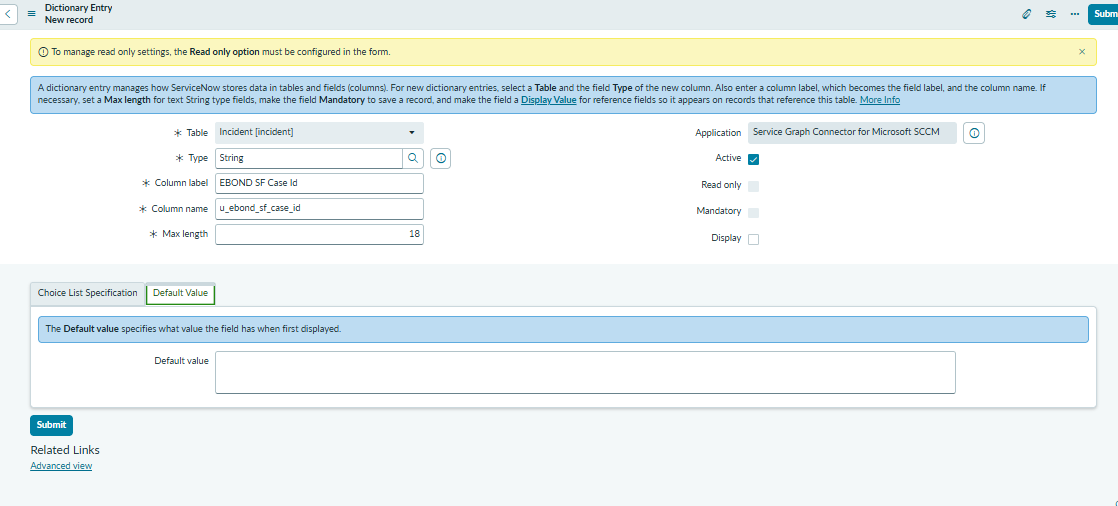 Dictionary Entry
New record
Subm
To manage read only settings, the Read only option must be configured in the form.
A dictionary entry manages how ServiceNow stores data in tables and fields (columns). For new dictionary entries, select a Table and the field Type of the new column. Also enter a column label, which becomes the field label, and the column name. If
necessary, set a Max length for text String type fields, make the field Mandatory to save a record, and make the field a Display Value for reference fields so it appears on records that reference this table. More Info
Table Incident [incident]
Application Service Graph Connector for Microsoft SCCM
Type String
Active
Column label EBOND SF Case Id
Read only
Column name u_ebond_sf_case_id
Mandatory
Max length 18
Display
Choice List Specification Default Value
The Default value specifies what value the field has when first displayed.
Default value
Submit
Related Links
Advanced view